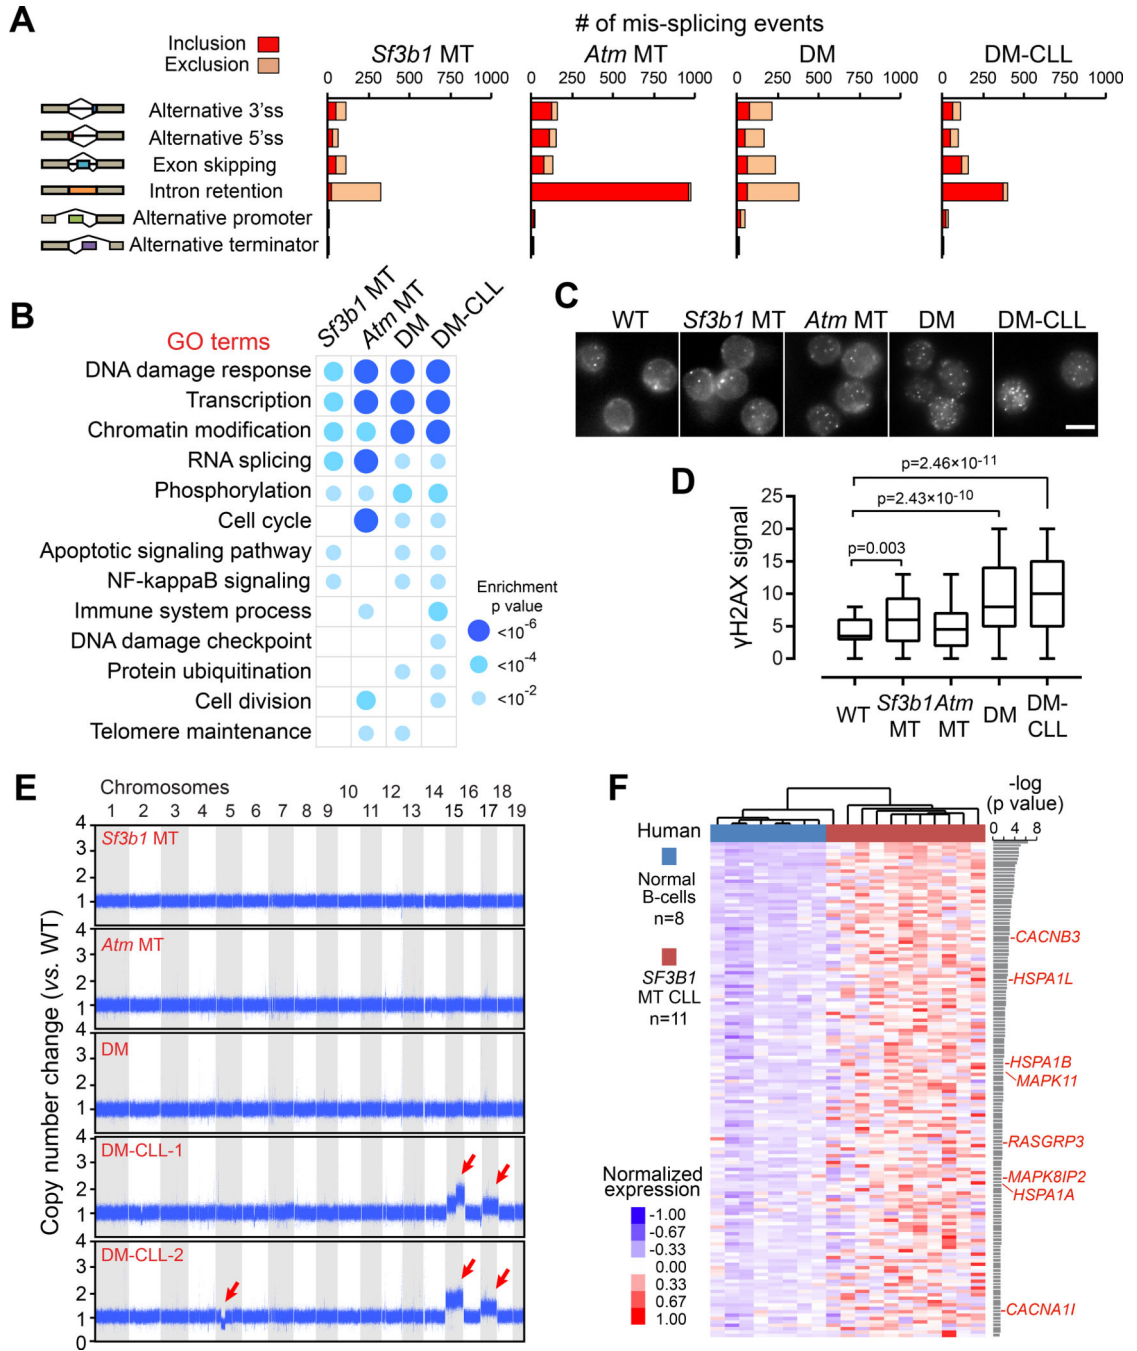 A
# of mis-splicing events
Inclusion
Exclusion
Sf3b1 MT
Atm MT
DM
DM-CLL
0 250 500 750 1000
0 250 500 750 1000
0 250 500 750 1000
0 250 500 750 1000
Alternative 3'ss
Alternative 5'ss
Exon skipping
Intron retention
Alternative promoter
Alternative terminator
B
GO terms
Sf3b1 MT
Atm MT
DM
DM-CLL
DNA damage response
Transcription
Chromatin modification
RNA splicing
Phosphorylation
Cell cycle
Apoptotic signaling pathway
NF-kappaB signaling
Immune system process
DNA damage checkpoint
Protein ubiquitination
Cell division
Telomere maintenance
Enrichment
p value
<10-6
<10-4
<10-2
C
WT Sf3b1 MT Atm MT DM DM-CLL
D
p=2.46×10-11
p=2.43×10-10
p=0.003
γH2AX signal
25
20
15
10
5
0
WT
Sf3b1 MT
Atm MT
DM
DM-CLL
E
Chromosomes
1 2 3 4 5 6 7 8 9 10 11 12 13 14 15 16 17 18 19
Copy number change (vs. WT)
Sf3b1 MT
4
3
2
1
Atm MT
4
3
2
1
DM
4
3
2
1
DM-CLL-1
4
3
2
1
DM-CLL-2
4
3
2
1
0
F
-log
(p value)
0 4 8
Human
Normal
B-cells
n=8
SF3B1
MT CLL
n=11
Normalized
expression
-1.00
-0.67
-0.33
0.00
0.33
0.67
1.00
CACNB3
HSPA1L
HSPA1B
MAPK11
RASGRP3
MAPK8IP2
HSPA1A
CACNA1I